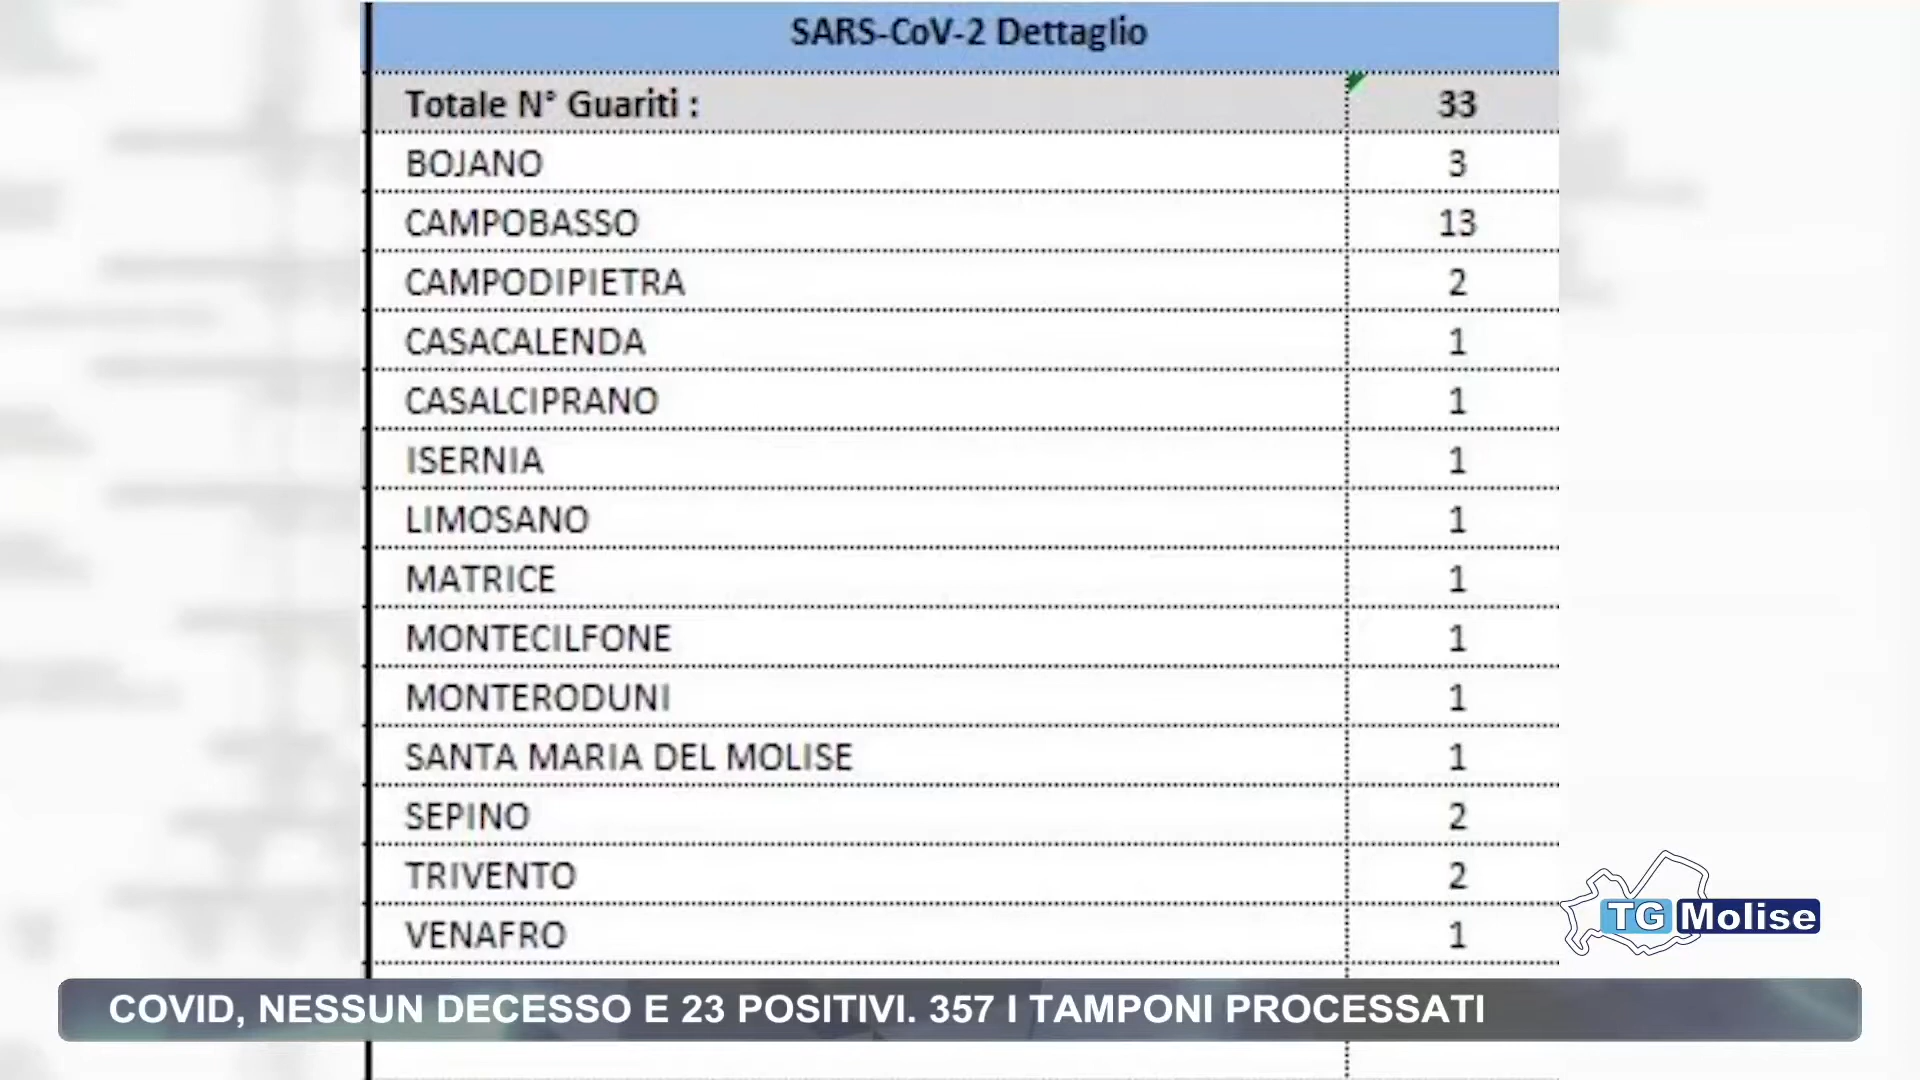 SARS-CoV-2 Dettaglio
Totale N° Guariti : 33
BOJANO 3
CAMPOBASSO 13
CAMPODIPIETRA 2
CASACALENDA 1
CASALCIPRANO 1
ISERNIA 1
LIMOSANO 1
MATRICE 1
MONTECILFONE 1
MONTERODUNI 1
SANTA MARIA DEL MOLISE 1
SEPINO 2
TRIVENTO 2
VENAFRO 1
TG Molise
COVID, NESSUN DECESSO E 23 POSITIVI. 357 I TAMPONI PROCESSATI